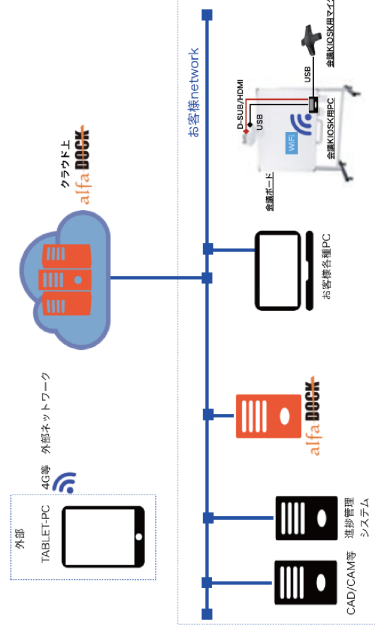 外部
TABLET-PC
4G等
外部ネットワーク
クラウド上
alfa DOCK
お客様network
CAD/CAM等
進捗管理
システム
alfa DOCK
お客様各種PC
会議ボード
D-SUB/HDMI
USB
WiFi
会議KIOSK用PC
USB
会議KIOSK用マイク